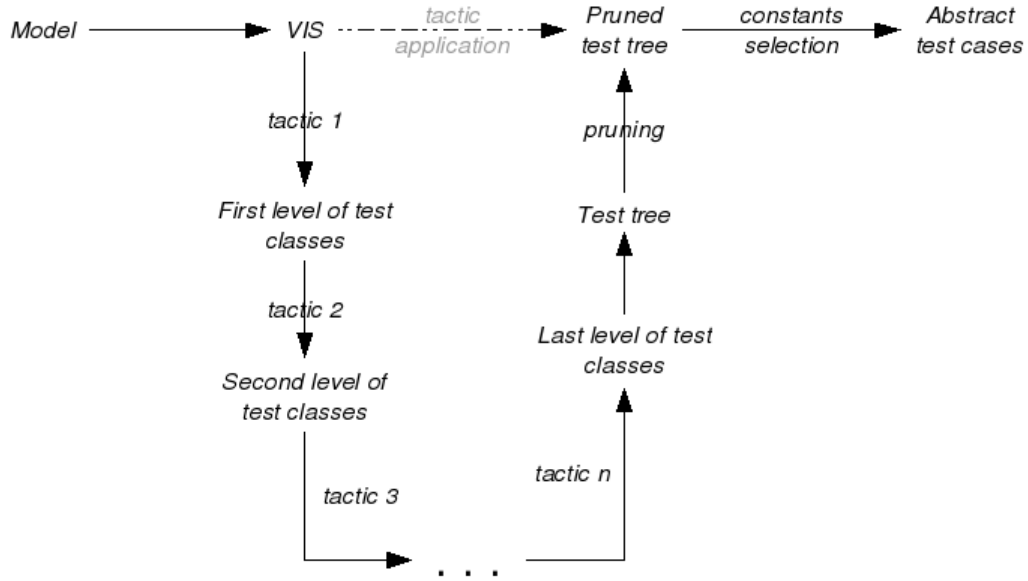 Model
VIS
tactic
application
Pruned
test tree
constants
selection
Abstract
test cases
tactic 1
pruning
First level of test
classes
Test tree
tactic 2
Last level of test
classes
Second level of
test classes
tactic 3
tactic n
. . .